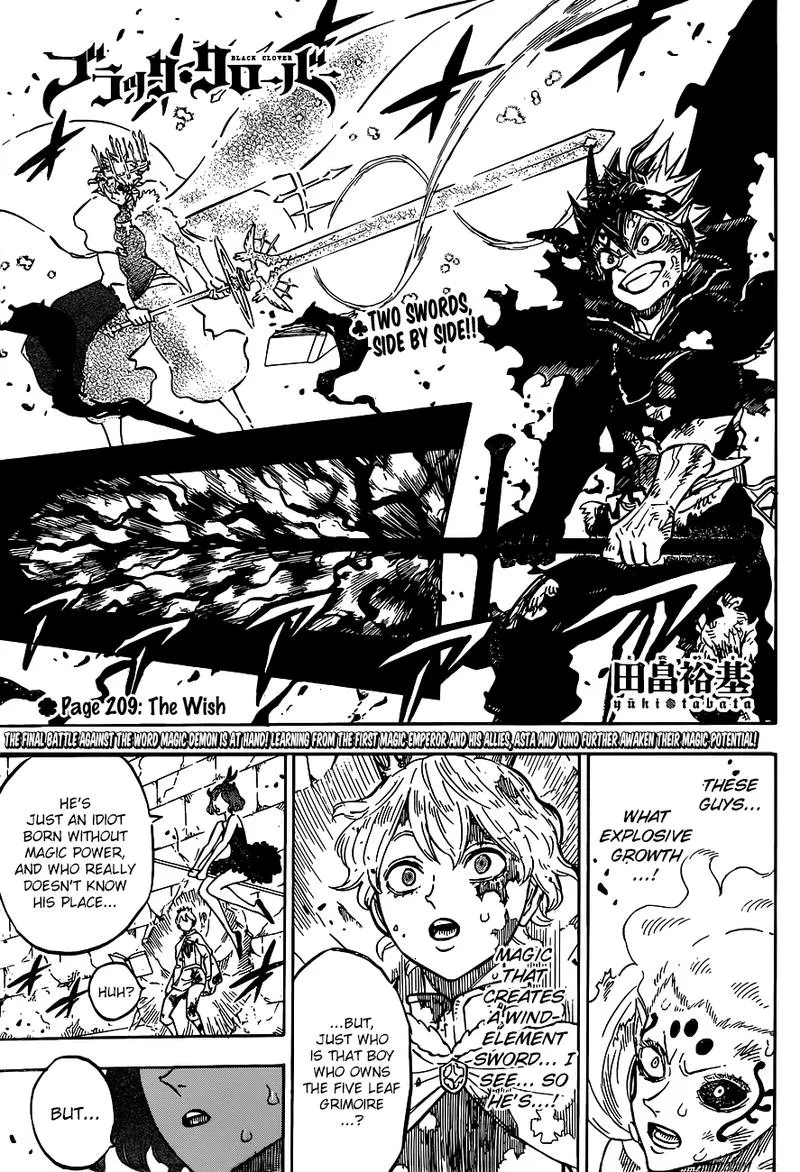 BLACK CLOVER
ブラック・クローバー
♣TWO SWORDS,
SIDE BY SIDE!!
♣ Page 209: The Wish
田畠裕基
yūki tabata
THE FINAL BATTLE AGAINST THE WORD MAGIC DEMON IS AT HAND! LEARNING FROM THE FIRST MAGIC EMPEROR AND HIS ALLIES, ASTA AND YUNO FURTHER AWAKEN THEIR MAGIC POTENTIAL!
THESE
GUYS...
WHAT
EXPLOSIVE
GROWTH
...!
MAGIC
THAT
CREATES
A WIND-
ELEMENT
SWORD... I
SEE... SO
HE'S...!
...BUT,
JUST WHO
IS THAT BOY
WHO OWNS
THE FIVE LEAF
GRIMOIRE
...?
HE'S
JUST AN IDIOT
BORN WITHOUT
MAGIC POWER,
AND WHO REALLY
DOESN'T KNOW
HIS PLACE...
HUH?
BUT...